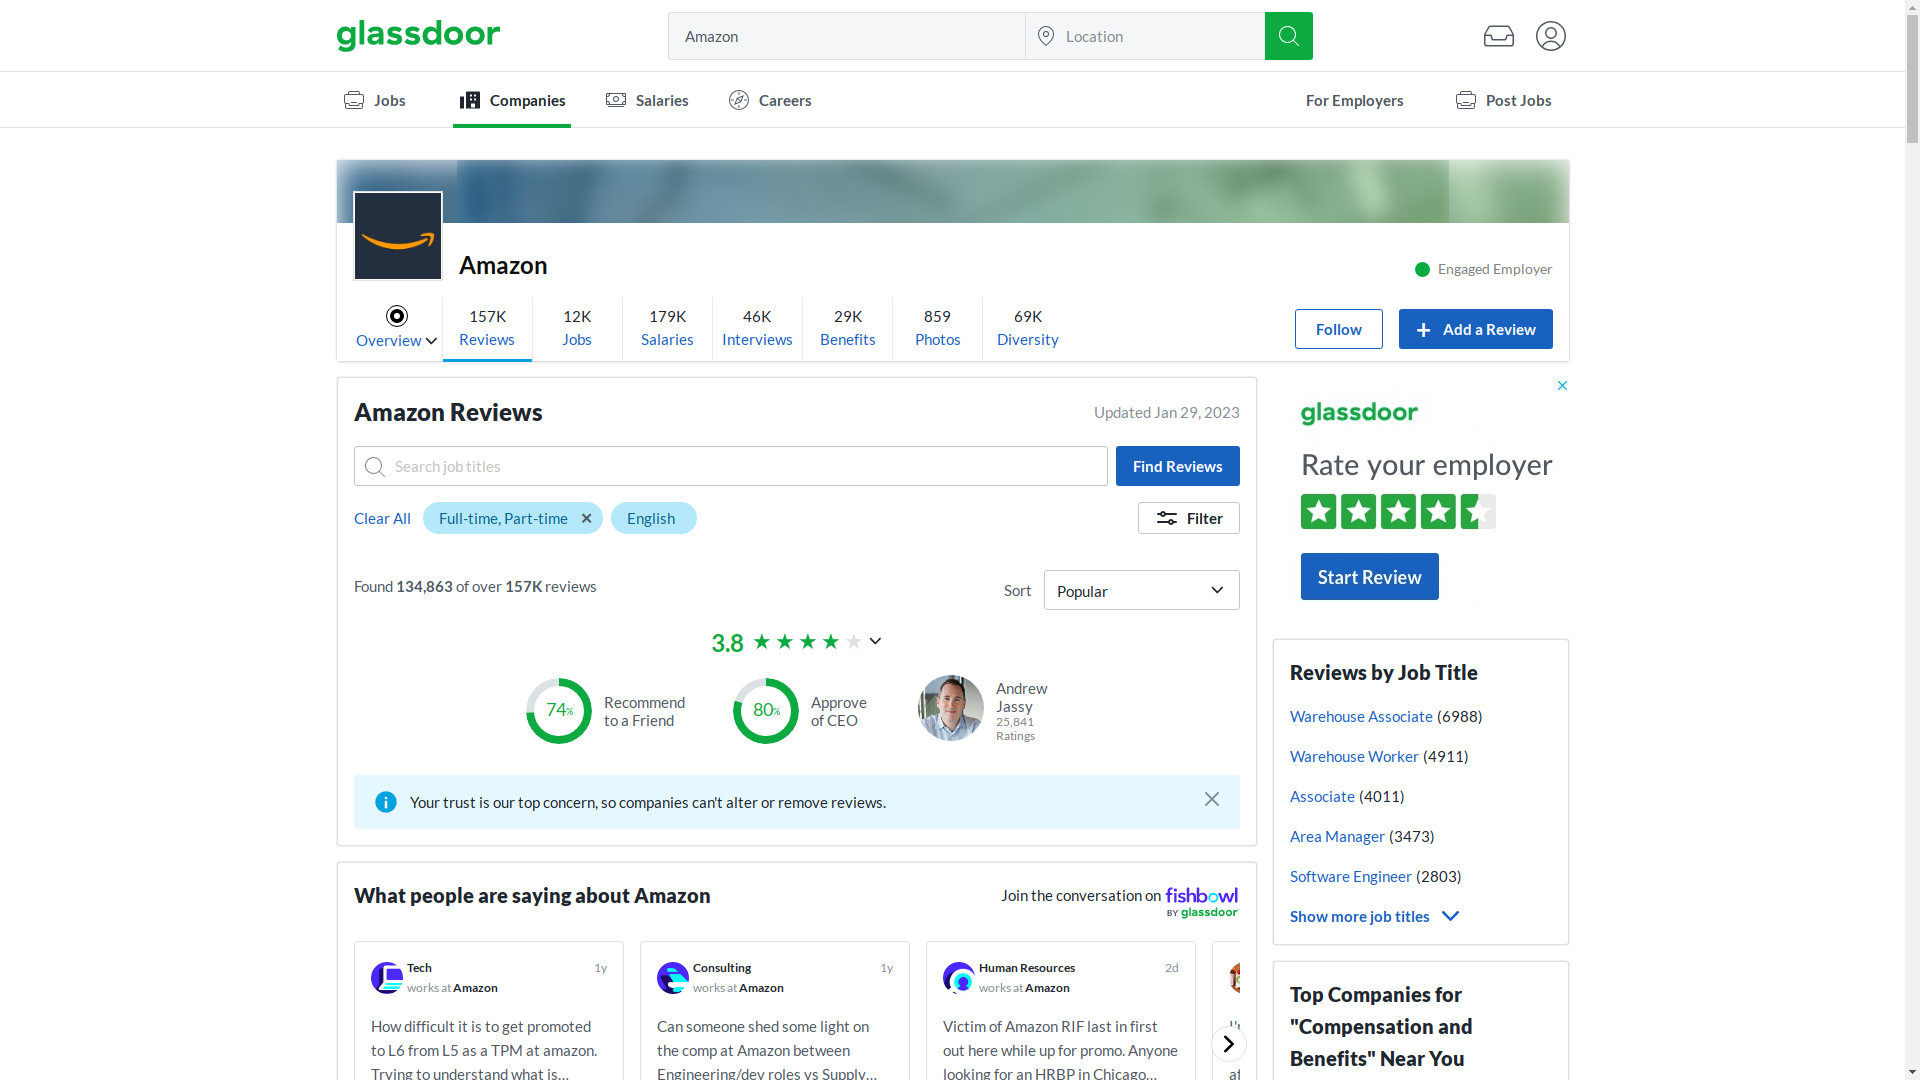 glassdoor
Amazon
Location
Jobs
Companies
Salaries
Careers
For Employers
Post Jobs
Amazon
Engaged Employer
Overview
157K
Reviews
12K
Jobs
179K
Salaries
46K
Interviews
29K
Benefits
859
Photos
69K
Diversity
Follow
Add a Review
Amazon Reviews
Updated Jan 29, 2023
Search job titles
Find Reviews
Clear All
Full-time, Part-time
English
Filter
Found 134,863 of over 157K reviews
Sort
Popular
3.8
74%
Recommend
to a Friend
80%
Approve
of CEO
Andrew
Jassy
25,841
Ratings
Your trust is our top concern, so companies can't alter or remove reviews.
What people are saying about Amazon
Join the conversation on fishbowl
BY glassdoor
Tech
1y
works at Amazon
How difficult it is to get promoted
to L6 from L5 as a TPM at amazon.
Trying to understand what is...
Consulting
1y
works at Amazon
Can someone shed some light on
the comp at Amazon between
Engineering/dev roles vs Supply...
Human Resources
2d
works at Amazon
Victim of Amazon RIF last in first
out here while up for promo. Anyone
looking for an HRBP in Chicago...
glassdoor
Rate your employer
Start Review
Reviews by Job Title
Warehouse Associate (6988)
Warehouse Worker (4911)
Associate (4011)
Area Manager (3473)
Software Engineer (2803)
Show more job titles
Top Companies for
"Compensation and
Benefits" Near You